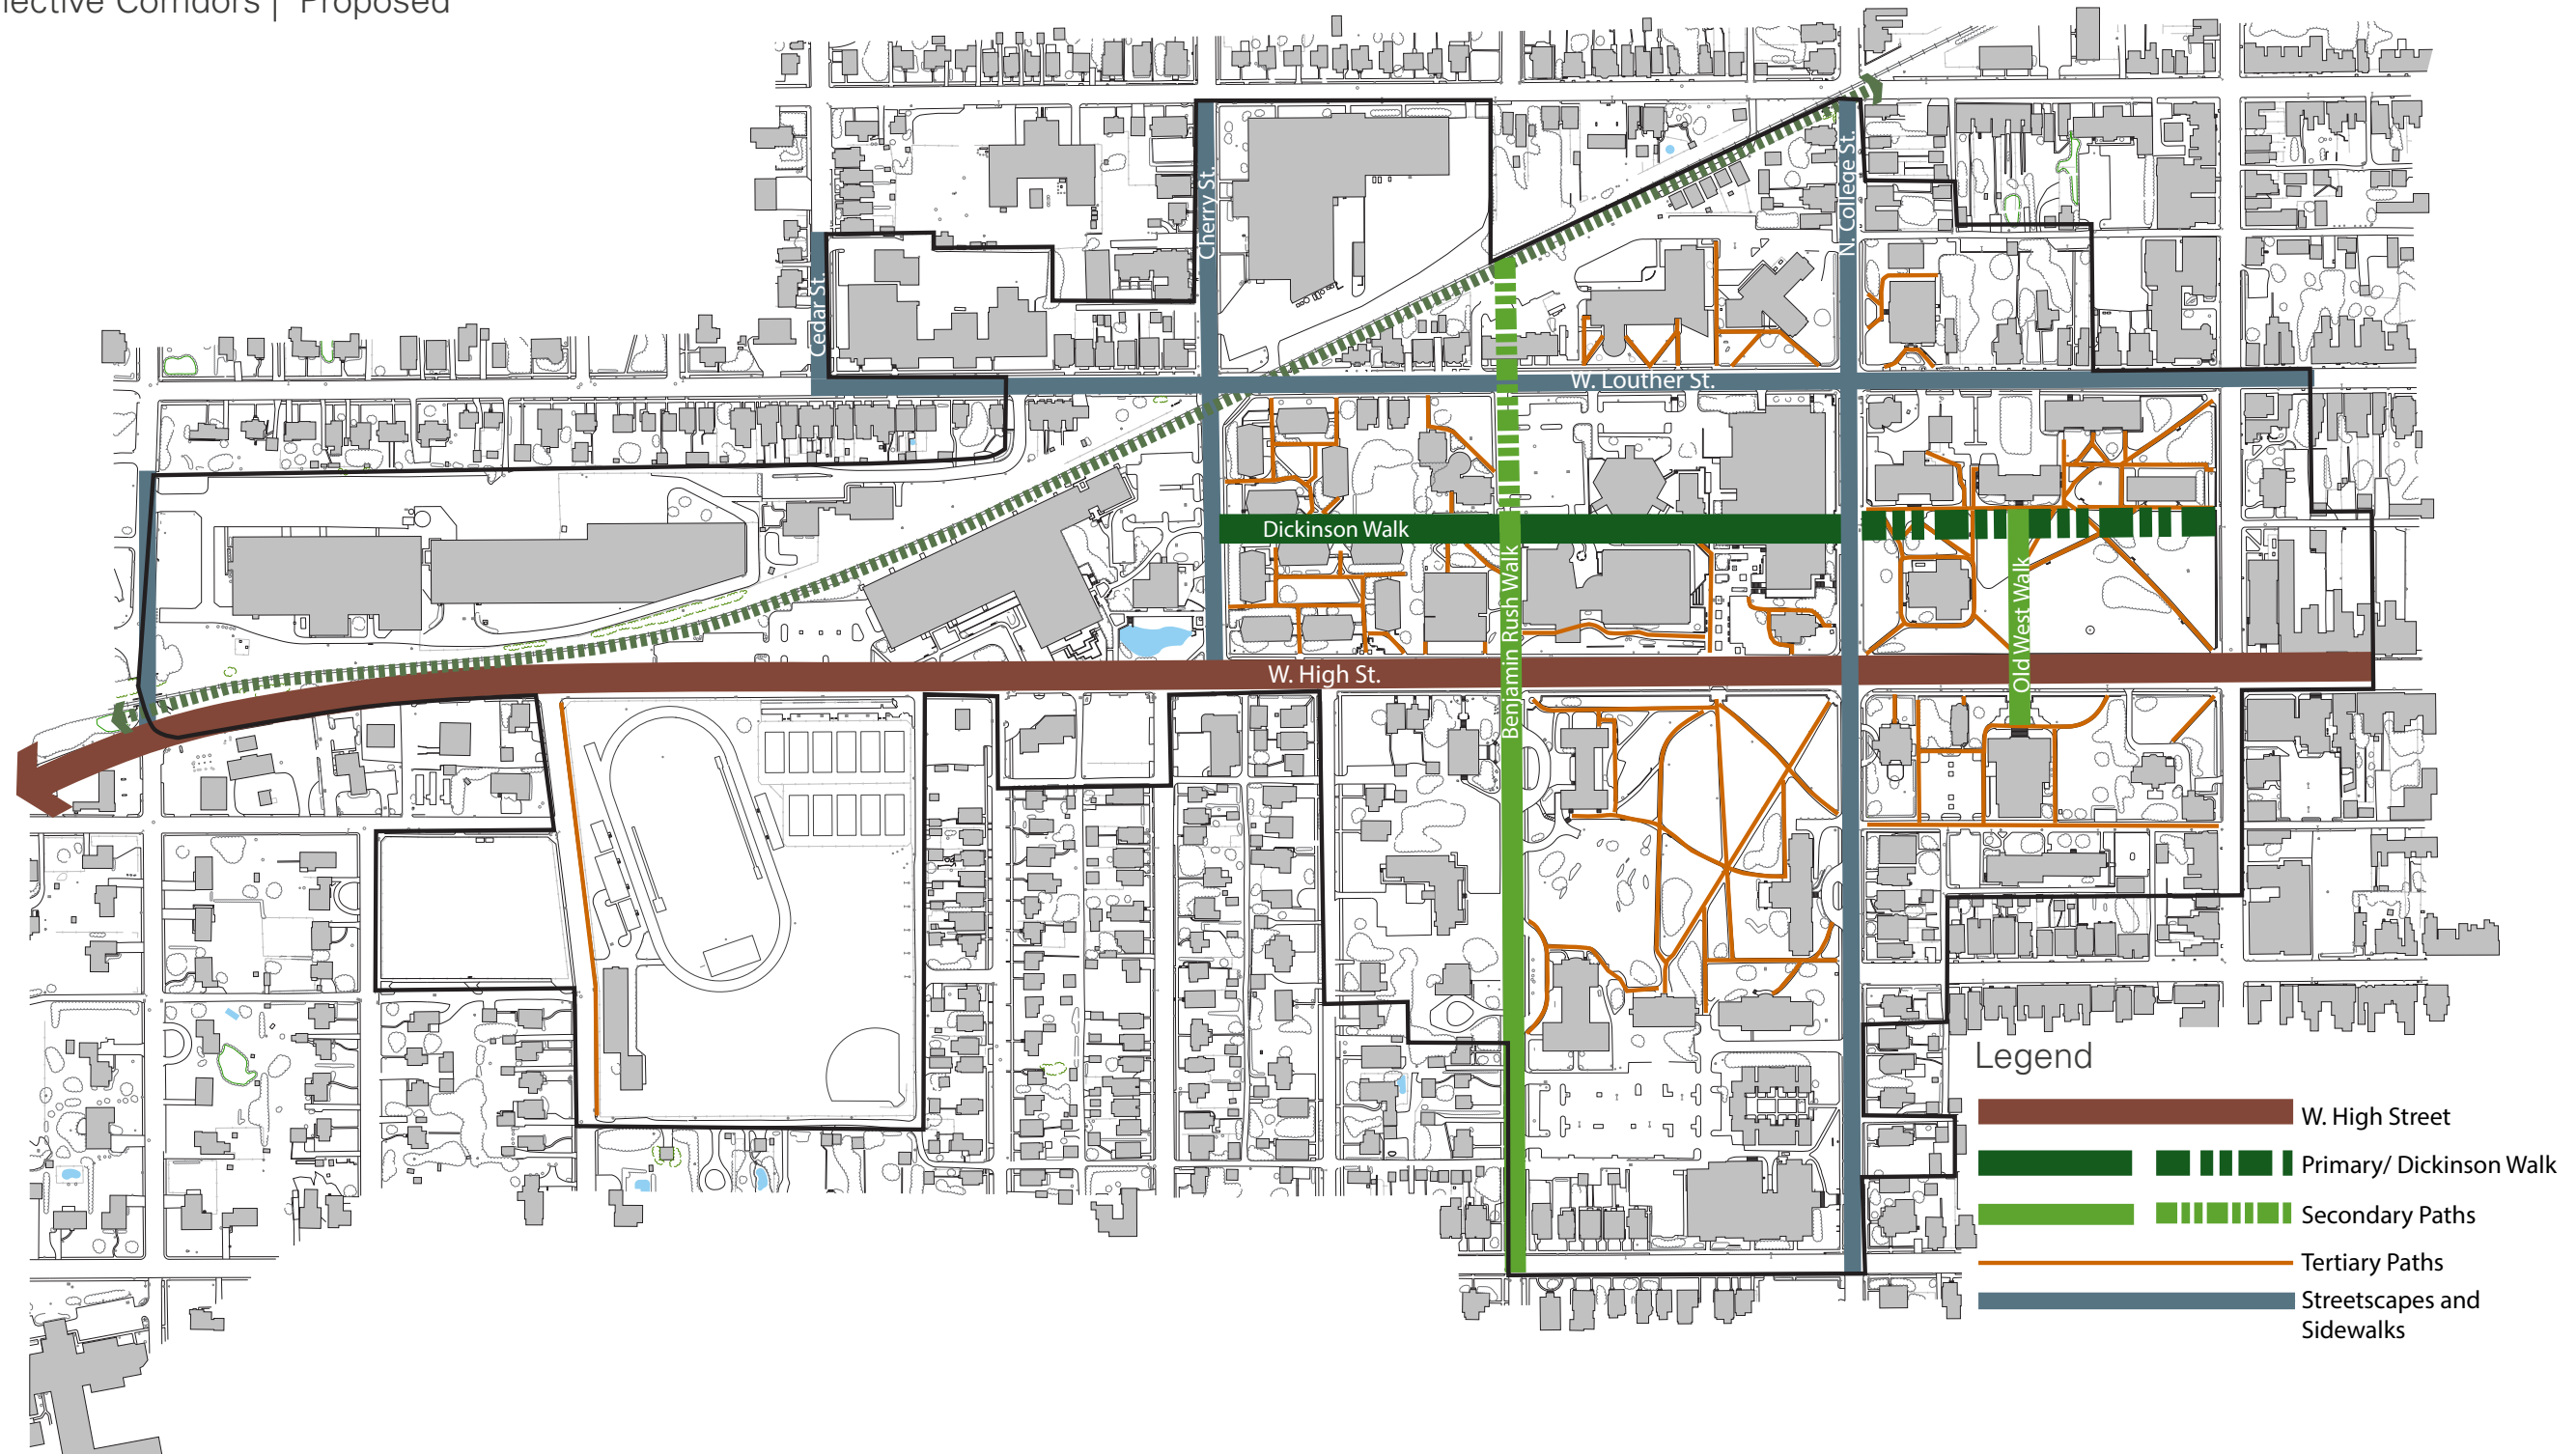 Corridors | Proposed
Cherry St.
N. College St.
Cedar St.
W. Louther St.
Dickinson Walk
Benjamin Rush Walk
Old West Walk
W. High St.
Legend
W. High Street
Primary/ Dickinson Walk
Secondary Paths
Tertiary Paths
Streetscapes and
Sidewalks